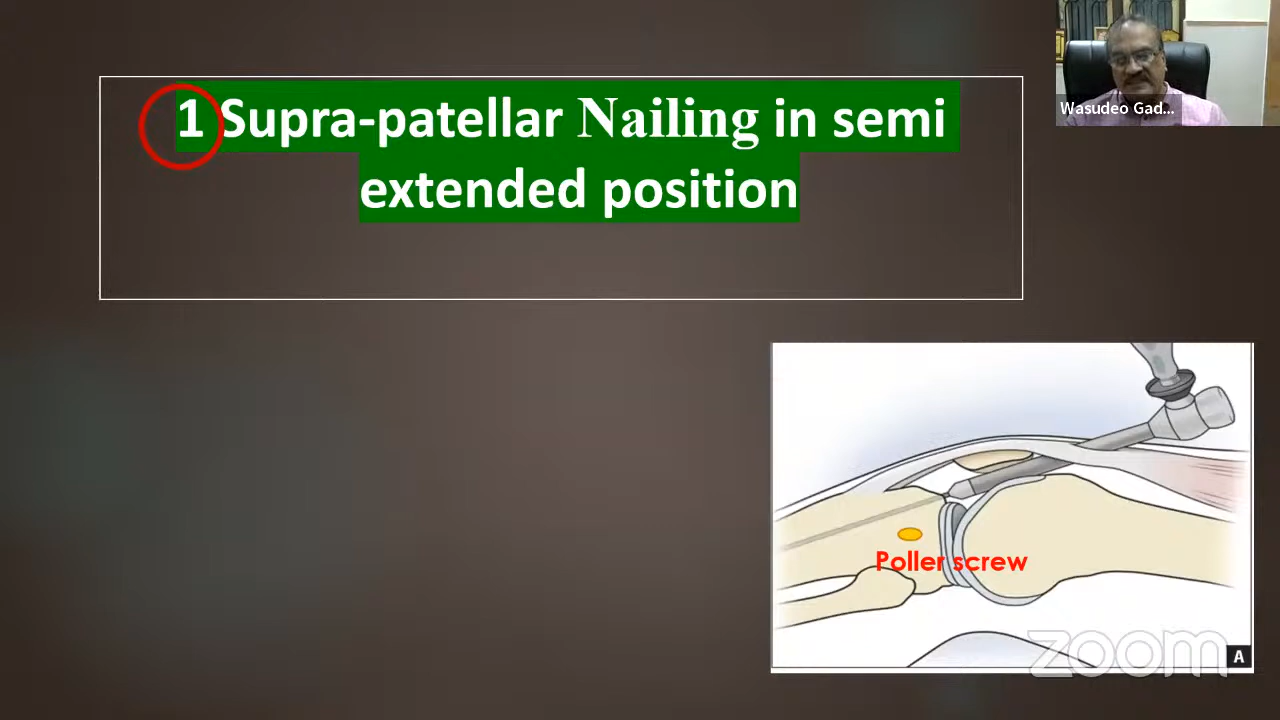 1 Supra-patellar Nailing in semi
extended position
Wasudeo Gad...
Poller screw
zoom
A